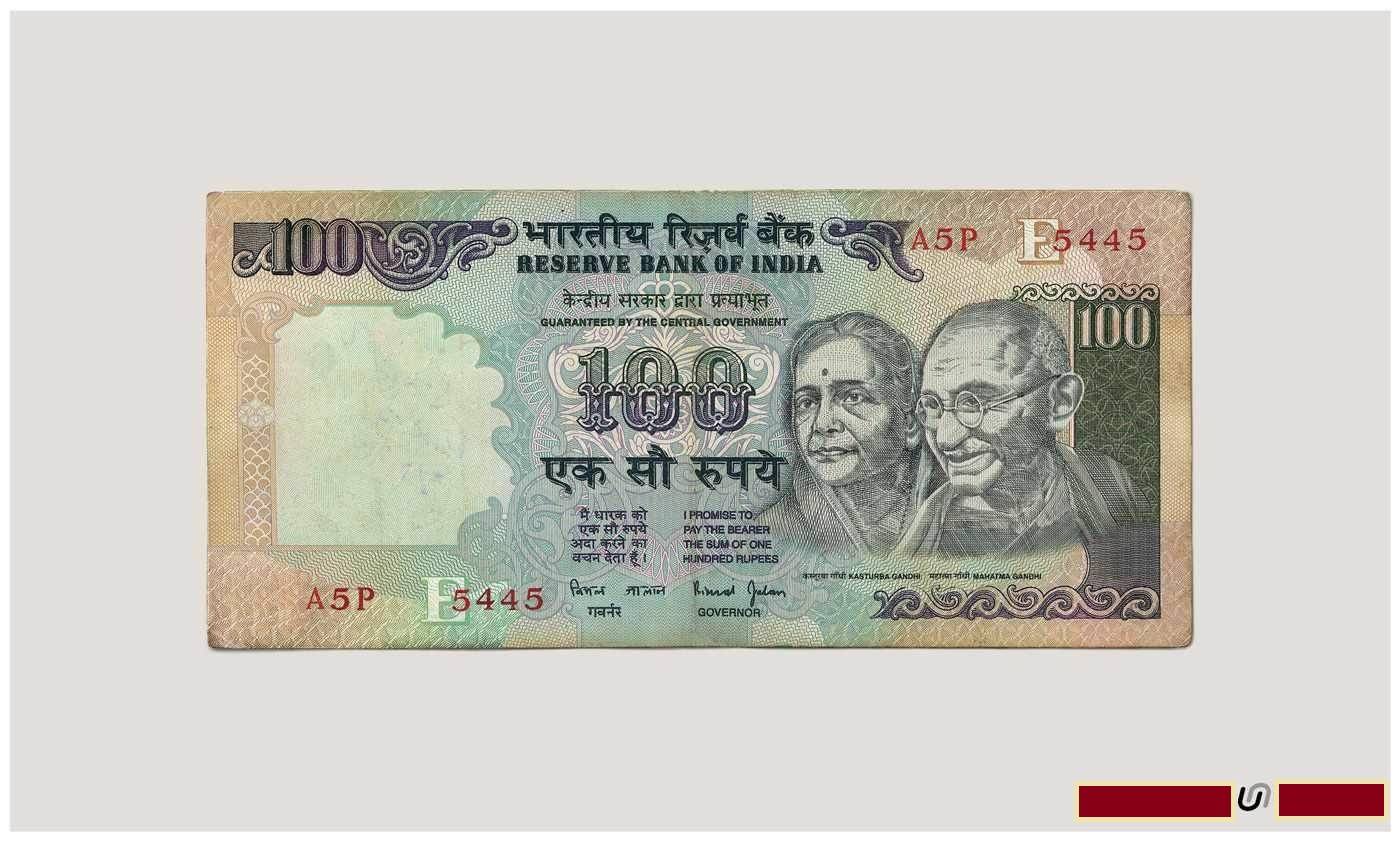 100
भारतीय रिज़र्व बैंक
RESERVE BANK OF INDIA
A5P E5445
केन्द्रीय सरकार द्वारा प्रत्याभूत
GUARANTEED BY THE CENTRAL GOVERNMENT
100
100
एक सौ रुपये
मैं धारक को
एक सौ रुपये
अदा करने का
वचन देता हूँ।
I PROMISE TO
PAY THE BEARER
THE SUM OF ONE
HUNDRED RUPEES
कस्तूरबा गाँधी KASTURBA GANDHI महात्मा गाँधी MAHATMA GANDHI
A5P E5445
बिमल जालान
गवर्नर
Bimal Jalan
GOVERNOR